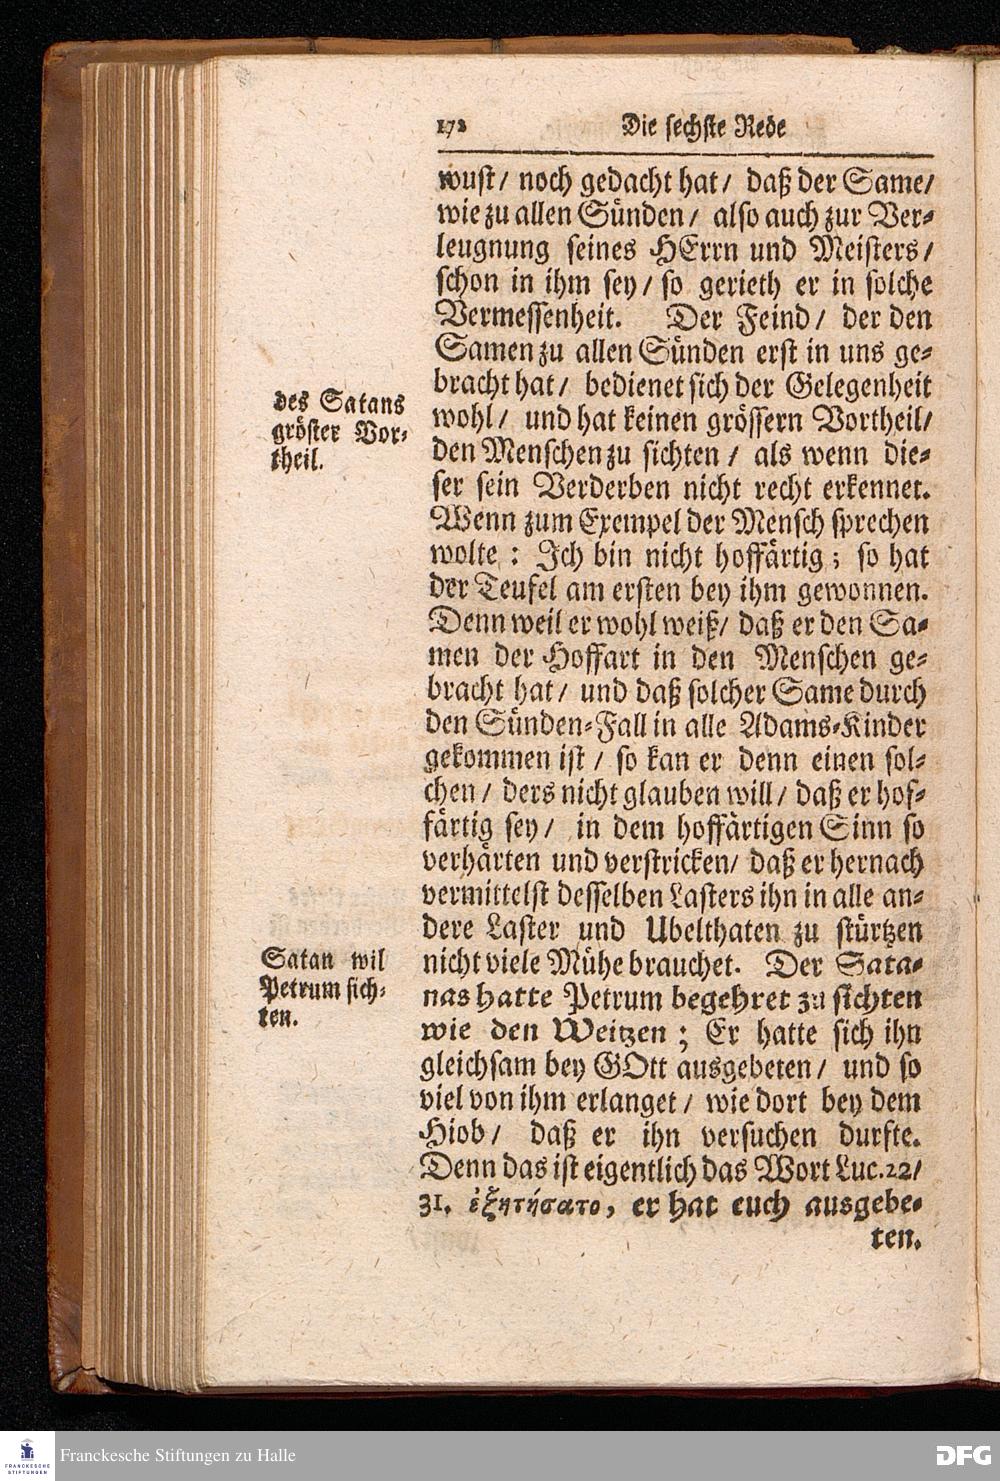 172 Die sechste Rede
wust/ noch gedacht hat/ daß der Same/
wie zu allen Sünden/ also auch zur Ver-
leugnung seines HErrn und Meisters/
schon in ihm sey/ so gerieth er in solche
Vermessenheit. Der Feind/ der den
Samen zu allen Sünden erst in uns ge-
bracht hat/ bedienet sich der Gelegenheit
wohl/ und hat keinen grössern Vortheil/
den Menschen zu sichten/ als wenn die-
ser sein Verderben nicht recht erkennet.
Wenn zum Exempel der Mensch sprechen
wolte: Ich bin nicht hoffärtig; so hat
der Teufel am ersten bey ihm gewonnen.
Denn weil er wohl weiß/ daß er den Sa-
men der Hoffart in den Menschen ge-
bracht hat/ und daß solcher Same durch
den Sünden-Fall in alle Adams-Kinder
gekommen ist/ so kan er denn einen sol-
chen/ ders nicht glauben will/ daß er hof-
färtig sey/ in dem hoffärtigen Sinn so
verhärten und verstricken/ daß er hernach
vermittelst desselben Lasters ihn in alle an-
dere Laster und Ubelthaten zu stürtzen
nicht viele Mühe brauchet. Der Sata-
nas hatte Petrum begehret zu sichten
wie den Weitzen; Er hatte sich ihn
gleichsam bey GOtt ausgebeten/ und so
viel von ihm erlanget/ wie dort bey dem
Hiob/ daß er ihn versuchen durfte.
Denn das ist eigentlich das Wort Luc. 22/
31. ἐξητήσατο, er hat euch ausgebe-
ten.
des Satans
gröster Vor-
theil.
Satan wil
Petrum sich-
ten.
FRANCKESCHE
STIFTUNGEN
Franckesche Stiftungen zu Halle
DFG